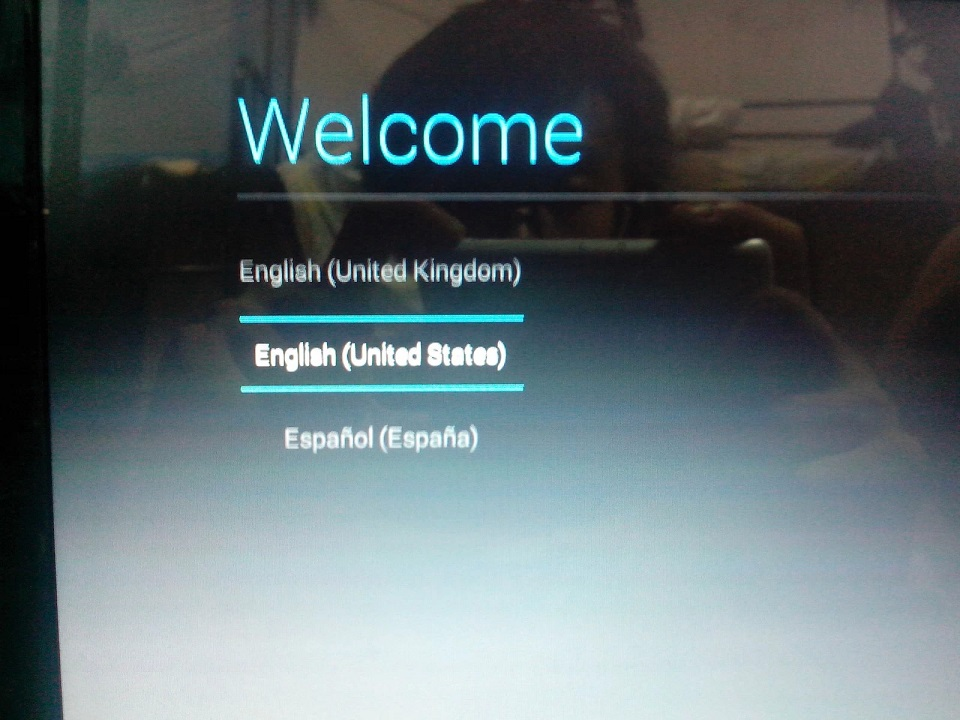 Welcome
English (United Kingdom)
English (United States)
Español (España)